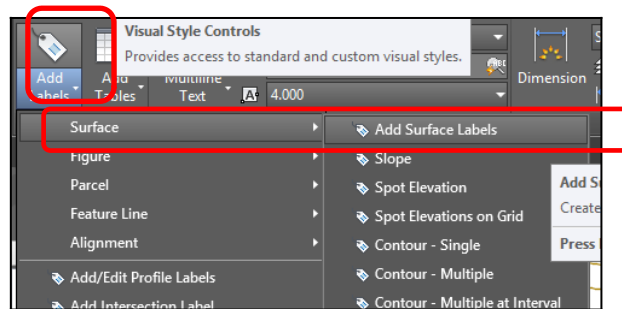 Visual Style Controls
Provides access to standard and custom visual styles.
Add
Labels
Add
Tables
Multiline
Text
4.000
Dimension
Surface
Figure
Parcel
Feature Line
Alignment
Add/Edit Profile Labels
Add Intersection Label
Add Surface Labels
Slope
Spot Elevation
Spot Elevations on Grid
Contour - Single
Contour - Multiple
Contour - Multiple at Interval
Add S
Create
Press